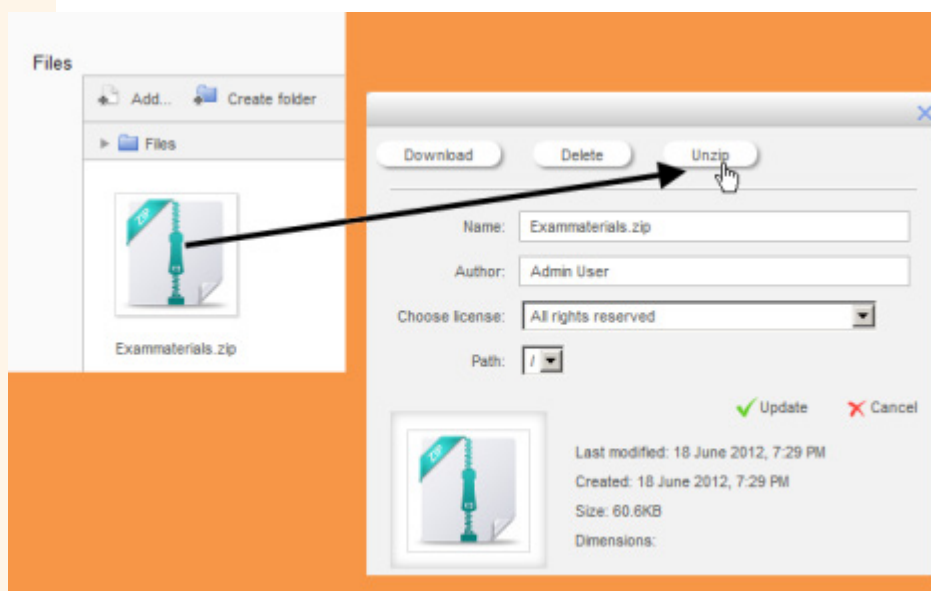 Files
Add... Create folder
Files
ZIP
Exammaterials.zip
Download Delete Unzip
Name: Exammaterials.zip
Author: Admin User
Choose license: All rights reserved
Path: /
Update Cancel
ZIP
Last modified: 18 June 2012, 7:29 PM
Created: 18 June 2012, 7:29 PM
Size: 60.6KB
Dimensions: